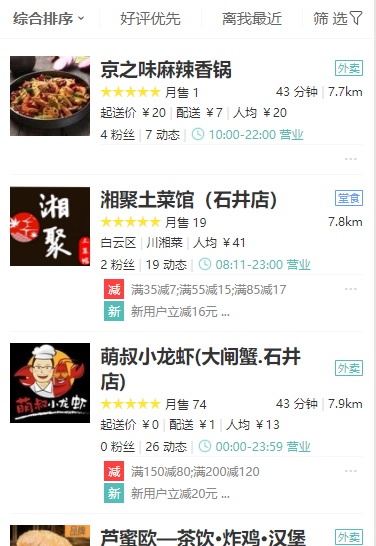 综合排序 好评优先 离我最近 筛选
京之味麻辣香锅 外卖
月售 1 43 分钟 | 7.7km
起送价 ￥20 | 配送 ￥7 | 人均 ￥20
4 粉丝 | 7 动态 | 10:00-22:00 营业
...
湘聚土菜馆（石井店） 堂食
湘聚
月售 19 7.8km
白云区 | 川湘菜 | 人均 ￥41
2 粉丝 | 19 动态 | 08:11-23:00 营业
减 满35减7;满55减15;满85减17 ...
新 新用户立减16元 ...
萌叔小龙虾(大闸蟹.石井店) 外卖
萌叔小龙虾
月售 74 43 分钟 | 7.9km
起送价 ￥0 | 配送 ￥1 | 人均 ￥13
0 粉丝 | 26 动态 | 00:00-23:59 营业
减 满150减80;满200减120 ...
新 新用户立减20元 ...
品牌
芦蜜欧—茶饮•炸鸡•汉堡